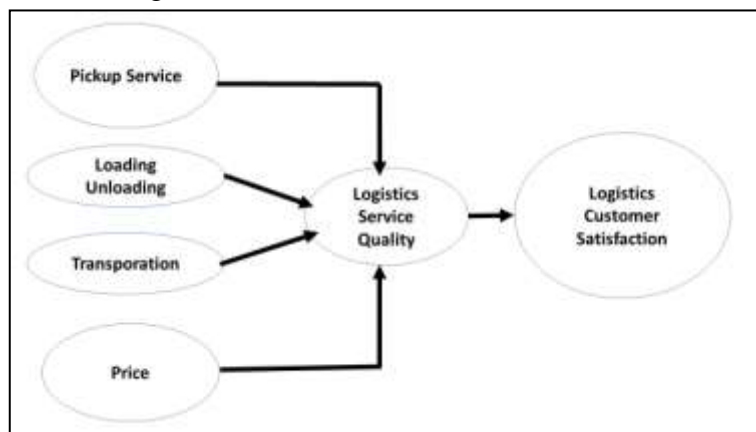 Pickup Service
Loading
Unloading
Transporation
Price
Logistics
Service
Quality
Logistics
Customer
Satisfaction